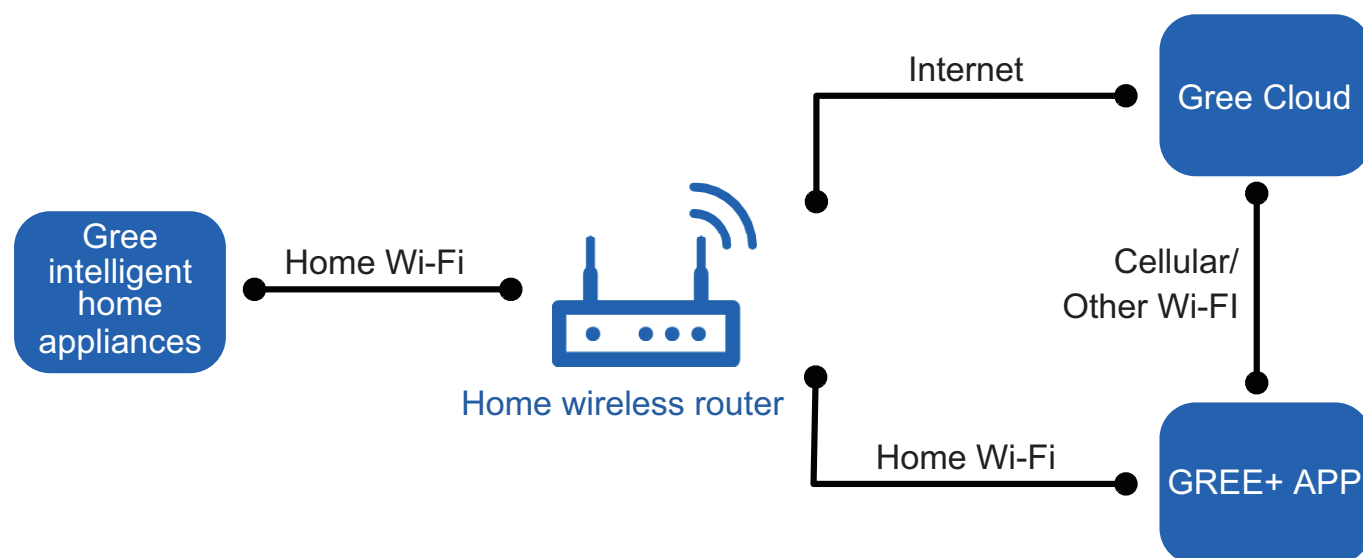 Internet
Gree Cloud
Gree
intelligent
home
appliances
Home Wi-Fi
Cellular/
Other Wi-FI
Home wireless router
Home Wi-Fi
GREE+ APP